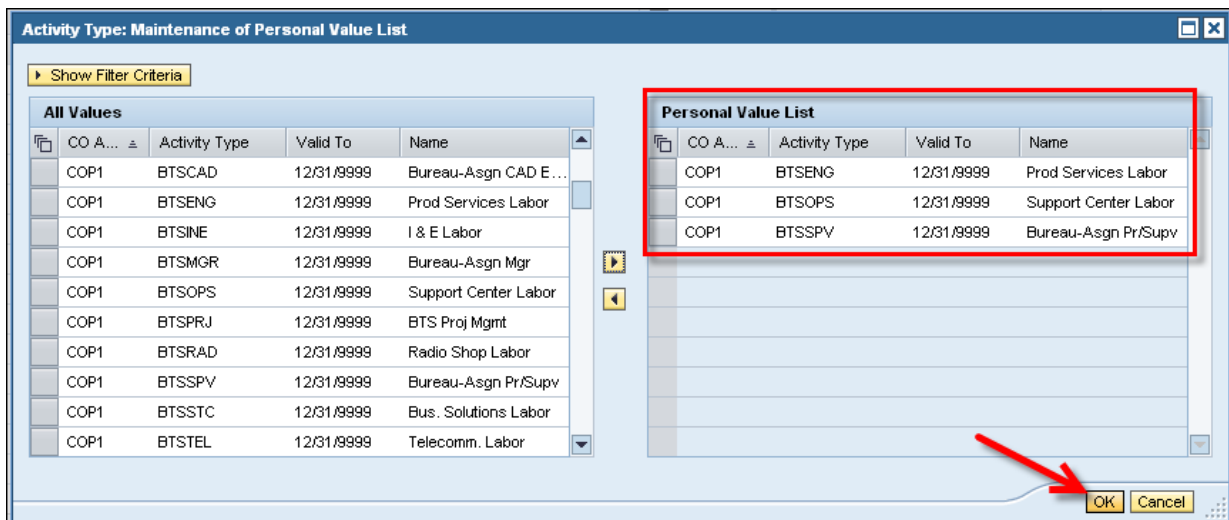 Activity Type: Maintenance of Personal Value List
Show Filter Criteria
All Values
CO A... Activity Type Valid To Name
COP1 BTSCAD 12/31/9999 Bureau-Asgn CAD E...
COP1 BTSENG 12/31/9999 Prod Services Labor
COP1 BTSINE 12/31/9999 I & E Labor
COP1 BTSMGR 12/31/9999 Bureau-Asgn Mgr
COP1 BTSOPS 12/31/9999 Support Center Labor
COP1 BTSPRJ 12/31/9999 BTS Proj Mgmt
COP1 BTSRAD 12/31/9999 Radio Shop Labor
COP1 BTSSPV 12/31/9999 Bureau-Asgn Pr/Supv
COP1 BTSSTC 12/31/9999 Bus. Solutions Labor
COP1 BTSTEL 12/31/9999 Telecomm. Labor
Personal Value List
CO A... Activity Type Valid To Name
COP1 BTSENG 12/31/9999 Prod Services Labor
COP1 BTSOPS 12/31/9999 Support Center Labor
COP1 BTSSPV 12/31/9999 Bureau-Asgn Pr/Supv
OK Cancel